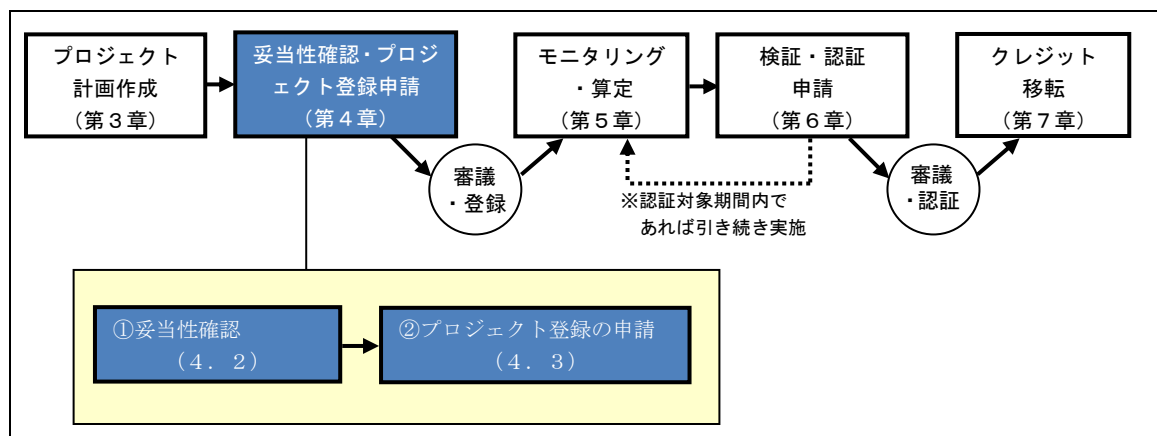 プロジェクト
計画作成
（第３章）
妥当性確認・プロジ
ェクト登録申請
（第４章）
審議
・登録
モニタリング
・算定
（第５章）
検証・認証
申請
（第６章）
審議
・認証
クレジット
移転
（第７章）
※認証対象期間内で
あれば引き続き実施
①妥当性確認
（４．２）
②プロジェクト登録の申請
（４．３）